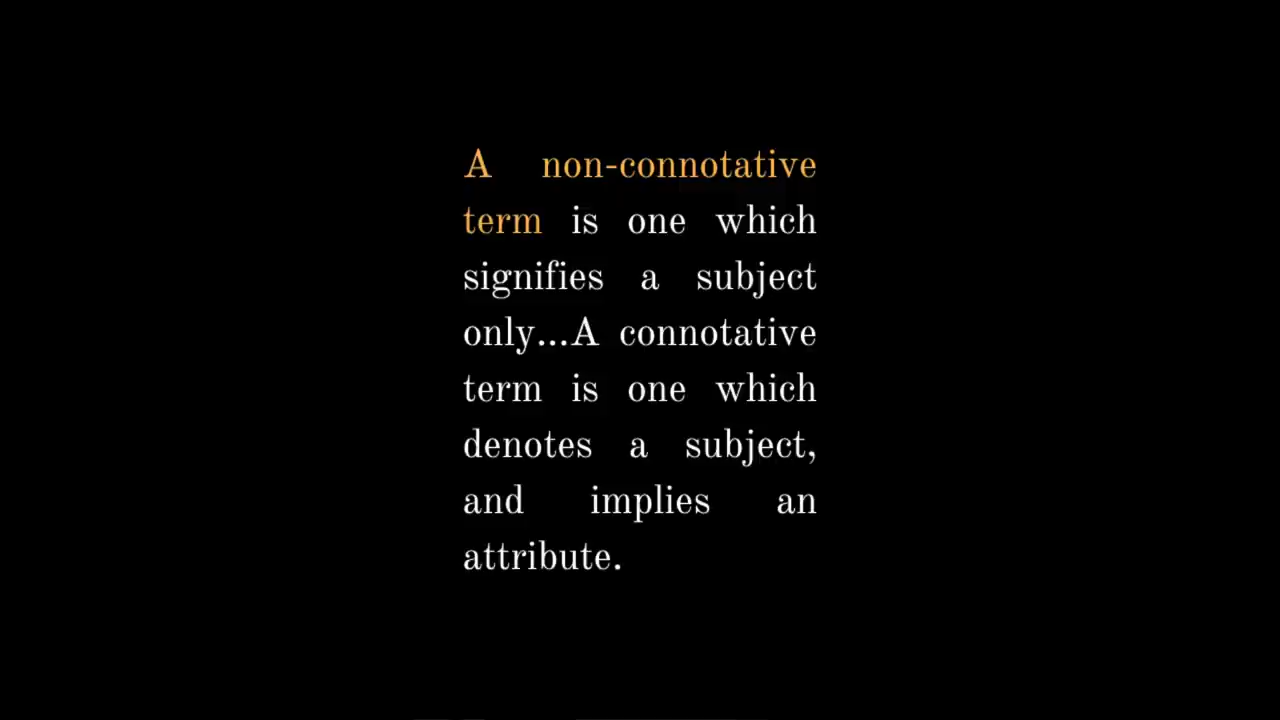 A non-connotative
term is one which
signifies a subject
only...A connotative
term is one which
denotes a subject,
and implies an
attribute.